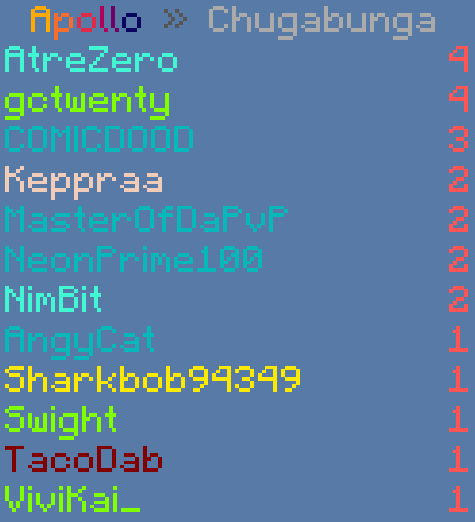 Apollo » Chugabunga
AtreZero 4
gctwenty 4
COMICDOOD 3
Keppraa 2
MasterOfDaPvP 2
NeonPrime100 2
NimBit 2
AngyCat 1
Sharkbob94349 1
Swight 1
TacoDab 1
ViviKai_ 1